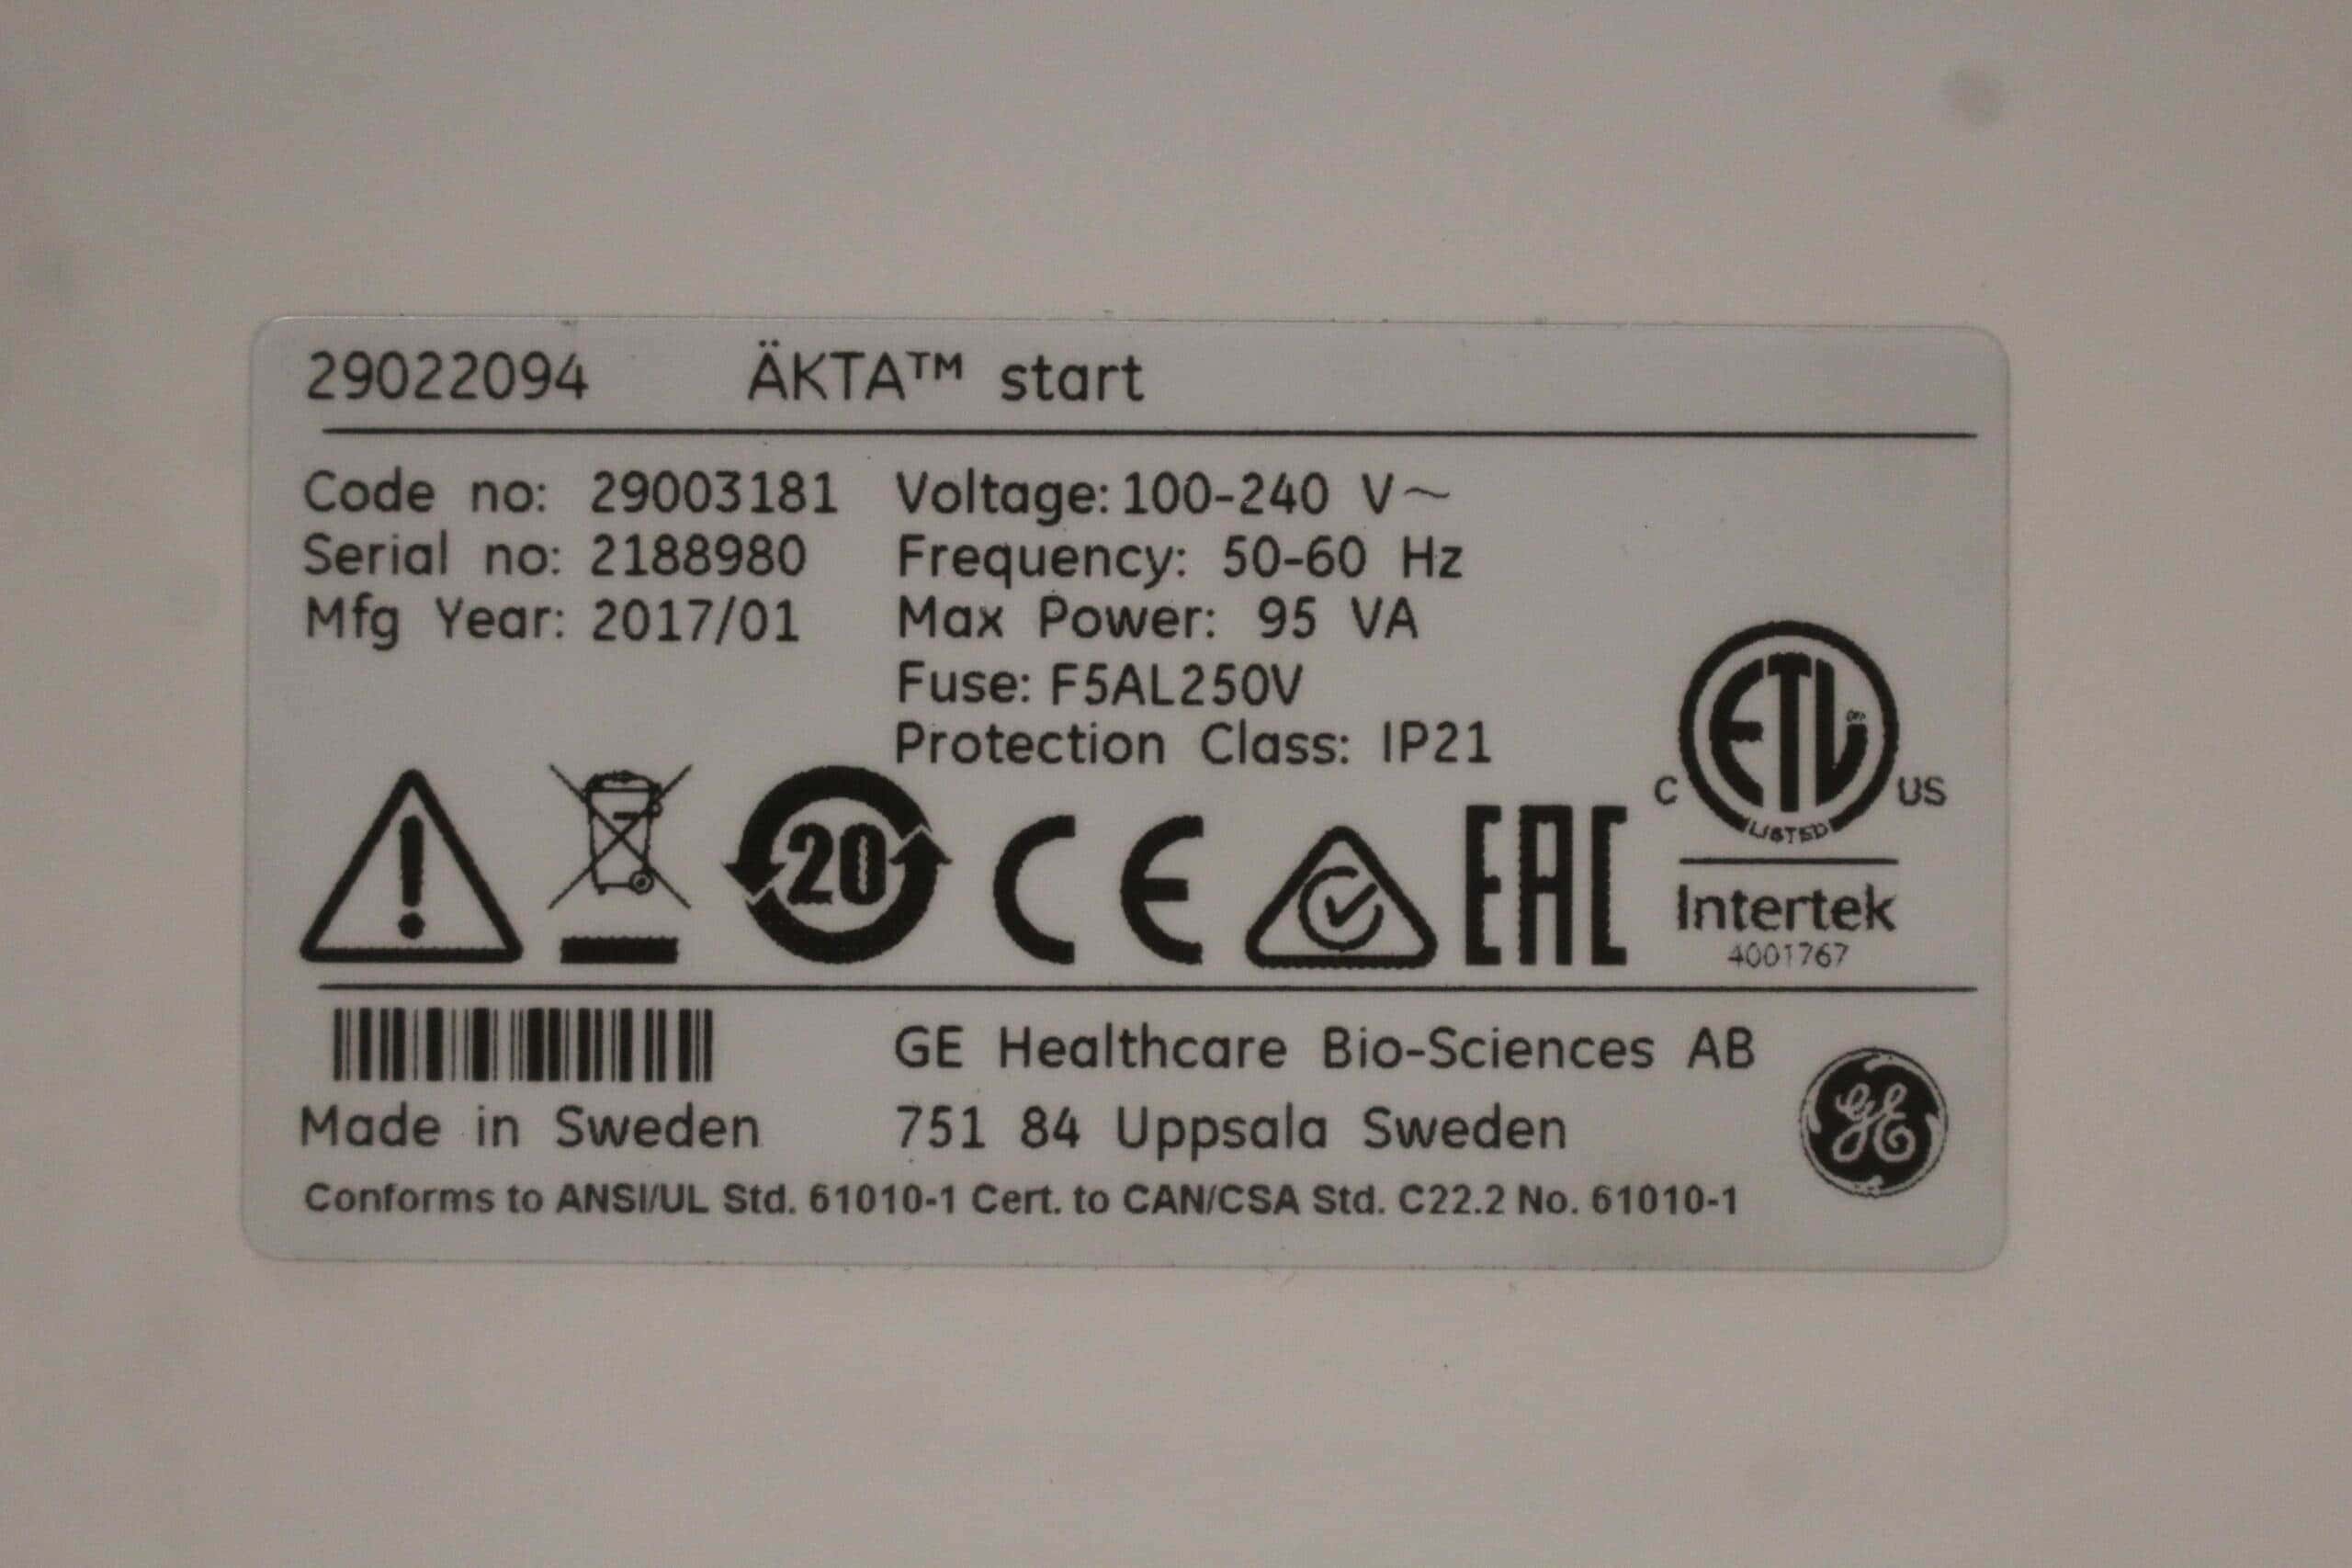 29022094 ÄKTA™ start
Code no: 29003181
Serial no: 2188980
Mfg Year: 2017/01
Voltage: 100-240 V~
Frequency: 50-60 Hz
Max Power: 95 VA
Fuse: F5AL250V
Protection Class: IP21
20
CE
EAC
C ETL US
LISTED
Intertek
4001767
Made in Sweden
GE Healthcare Bio-Sciences AB
751 84 Uppsala Sweden
GE
Conforms to ANSI/UL Std. 61010-1 Cert. to CAN/CSA Std. C22.2 No. 61010-1